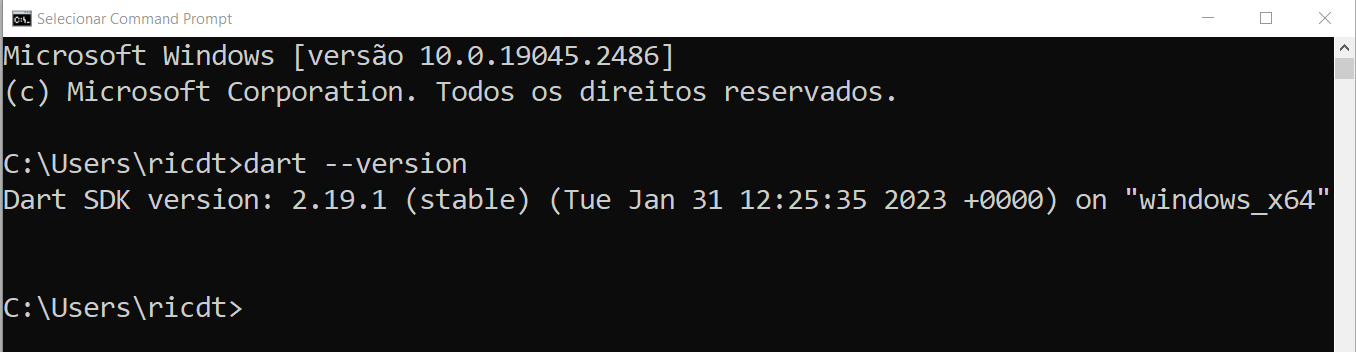 Selecionar Command Prompt
Microsoft Windows [versão 10.0.19045.2486]
(c) Microsoft Corporation. Todos os direitos reservados.
C:\Users\ricdt>dart --version
Dart SDK version: 2.19.1 (stable) (Tue Jan 31 12:25:35 2023 +0000) on "windows_x64"
C:\Users\ricdt>